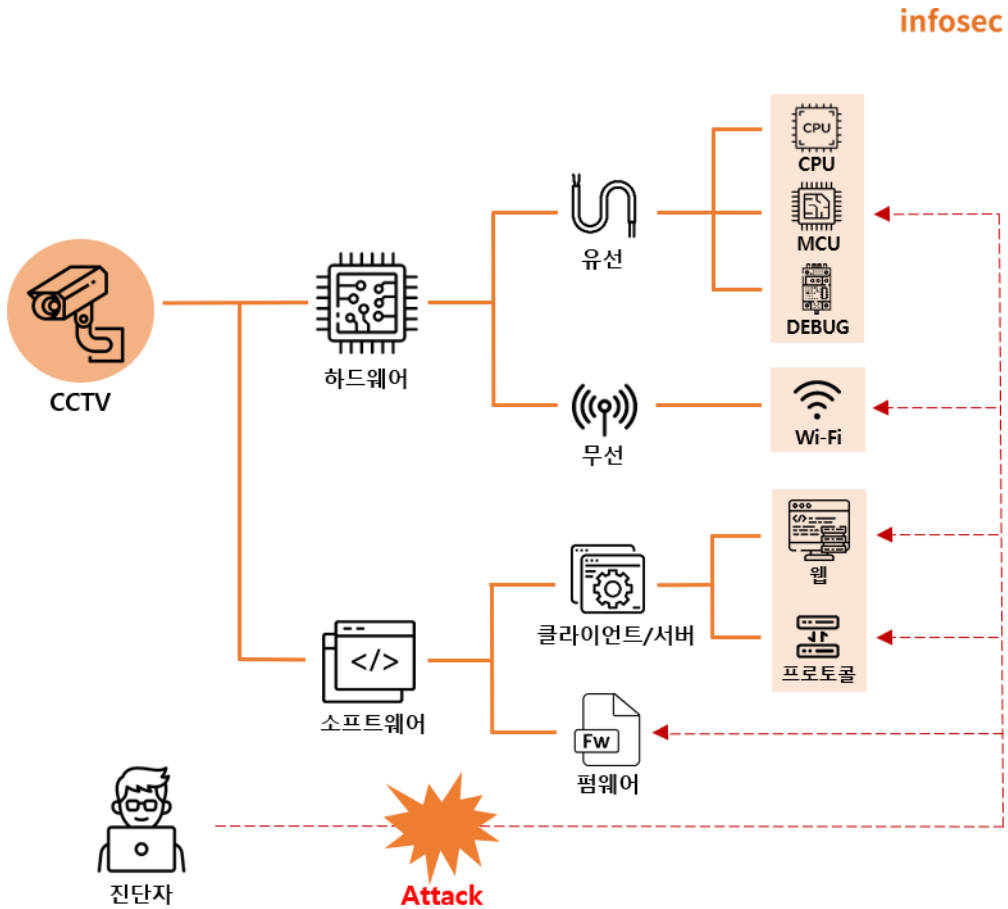 infosec
CPU
CPU
MCU
유선
DEBUG
하드웨어
CCTV
Wi-Fi
무선
</>
웹
클라이언트/서버
</>
프로토콜
소프트웨어
Fw
펌웨어
진단자
Attack